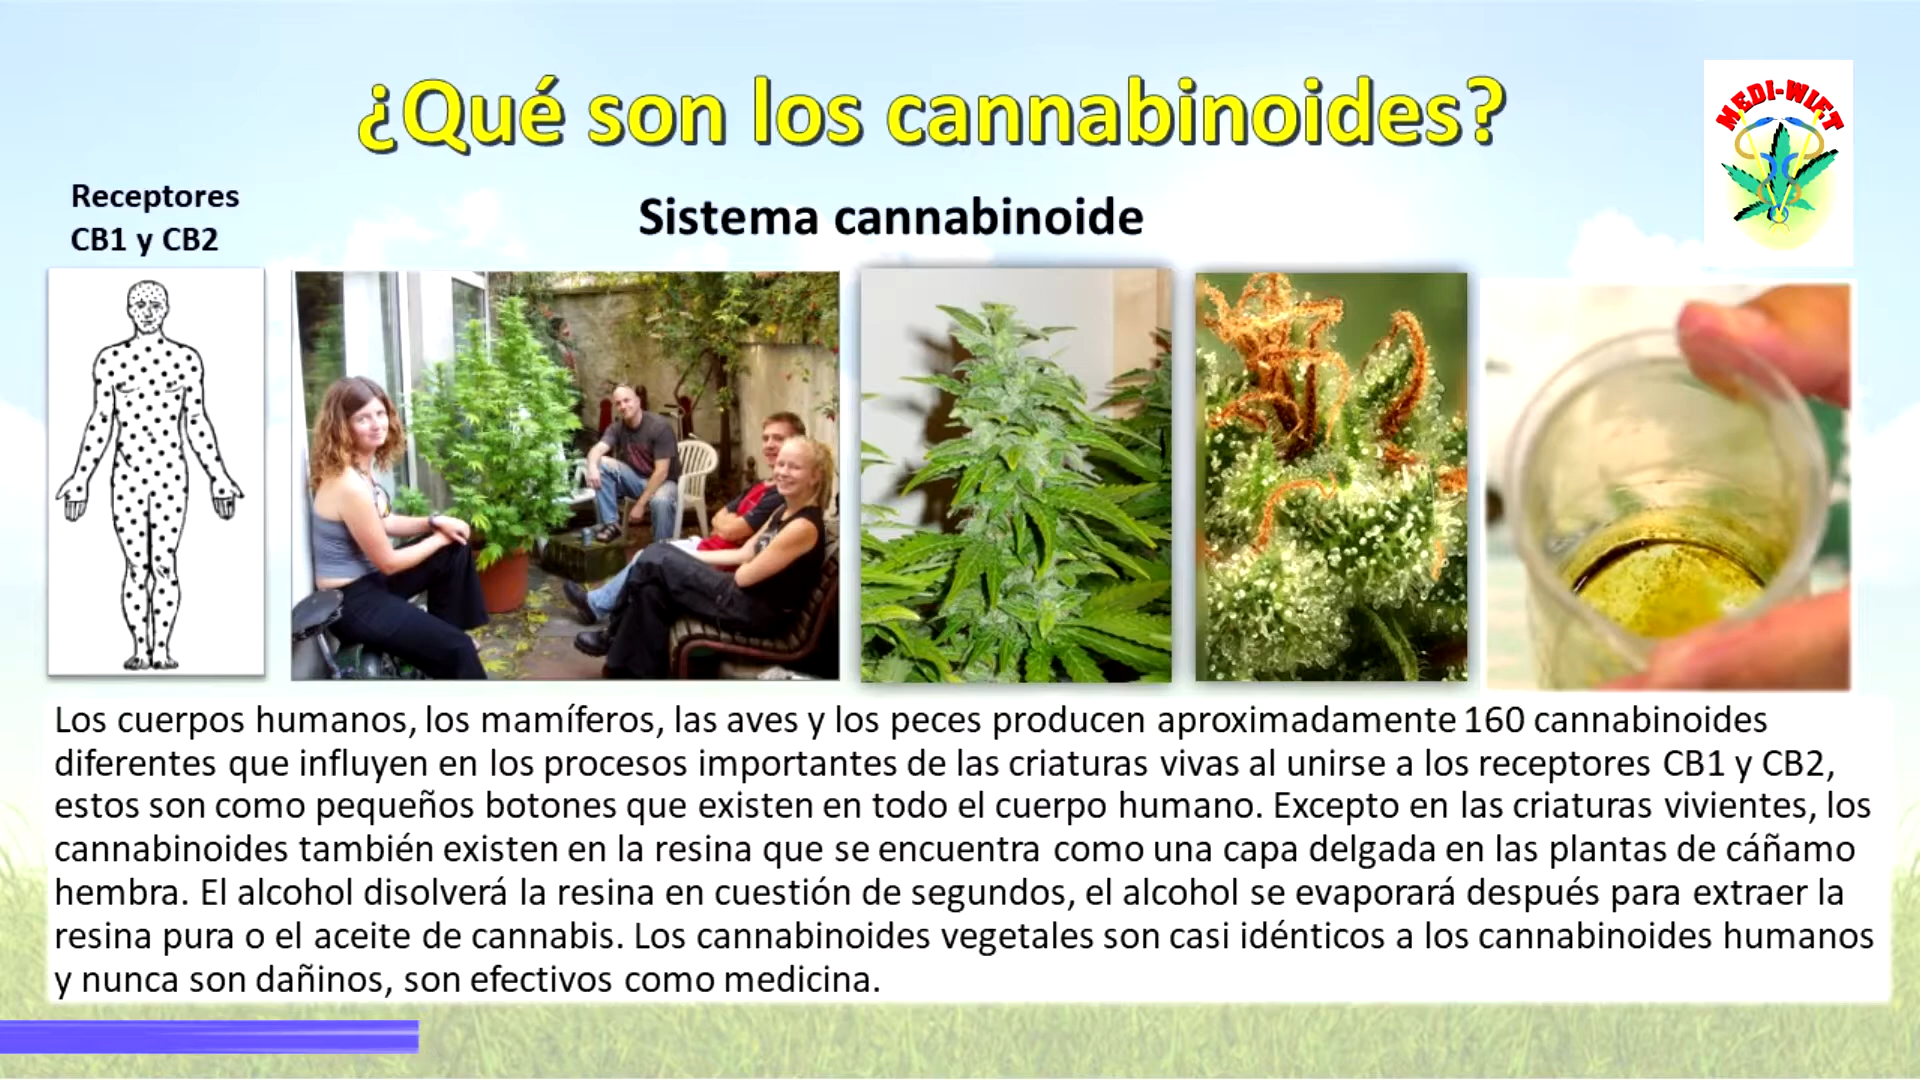 ¿Qué son los cannabinoides?
MEDI-WIET
Receptores
CB1 y CB2
Sistema cannabinoide
Los cuerpos humanos, los mamíferos, las aves y los peces producen aproximadamente 160 cannabinoides
diferentes que influyen en los procesos importantes de las criaturas vivas al unirse a los receptores CB1 y CB2,
estos son como pequeños botones que existen en todo el cuerpo humano. Excepto en las criaturas vivientes, los
cannabinoides también existen en la resina que se encuentra como una capa delgada en las plantas de cáñamo
hembra. El alcohol disolverá la resina en cuestión de segundos, el alcohol se evaporará después para extraer la
resina pura o el aceite de cannabis. Los cannabinoides vegetales son casi idénticos a los cannabinoides humanos
y nunca son dañinos, son efectivos como medicina.